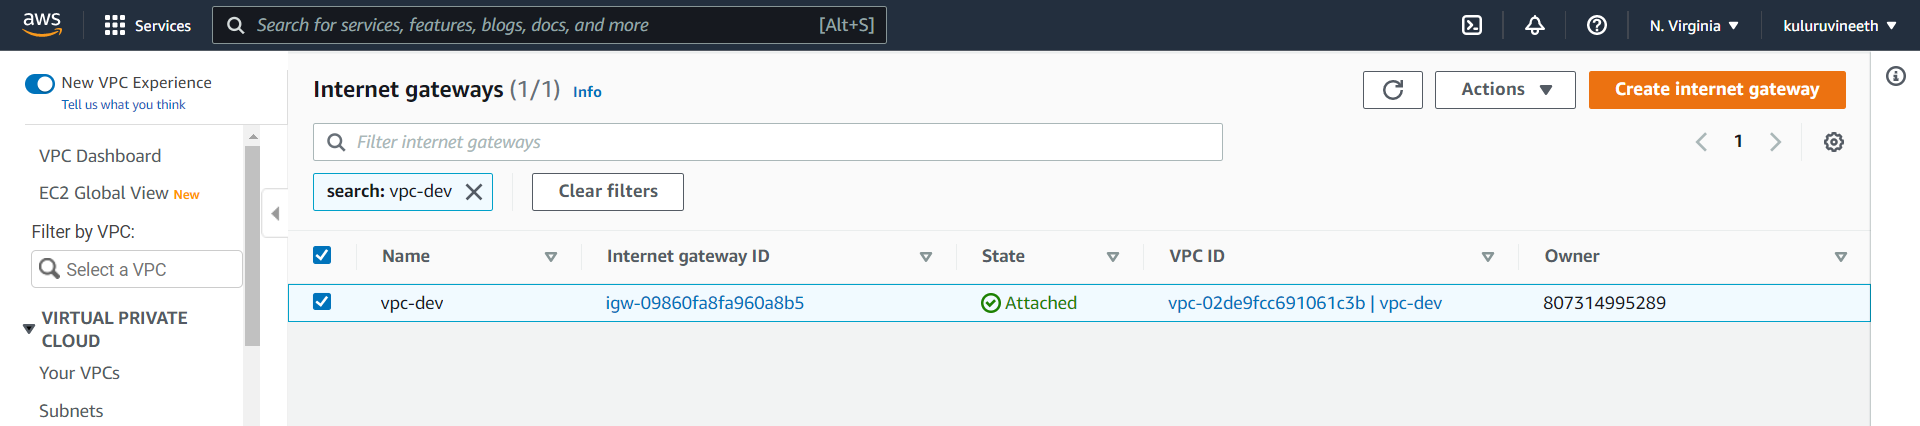 aws
Services
Search for services, features, blogs, docs, and more [Alt+S]
N. Virginia
kuluruvineeth
New VPC Experience
Tell us what you think
VPC Dashboard
EC2 Global View New
Filter by VPC:
Select a VPC
VIRTUAL PRIVATE
CLOUD
Your VPCs
Subnets
Internet gateways (1/1) Info
Actions
Create internet gateway
Filter internet gateways
1
search: vpc-dev
Clear filters
Name Internet gateway ID State VPC ID Owner
vpc-dev igw-09860fa8fa960a8b5 Attached vpc-02de9fcc691061c3b | vpc-dev 807314995289